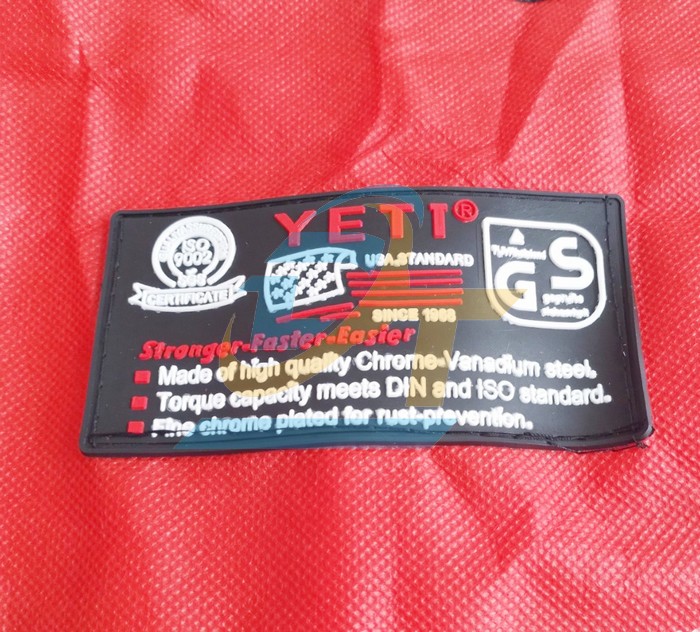 YETI®
USA.STANDARD
SINCE 1968
ISO
9002
CERTIFICATE
GS
Stronger.Faster.Easier
Made of high quality Chrome-Vanadium steel.
Torque capacity meets DIN and ISO standard.
Fine chrome plated for rust-prevention.